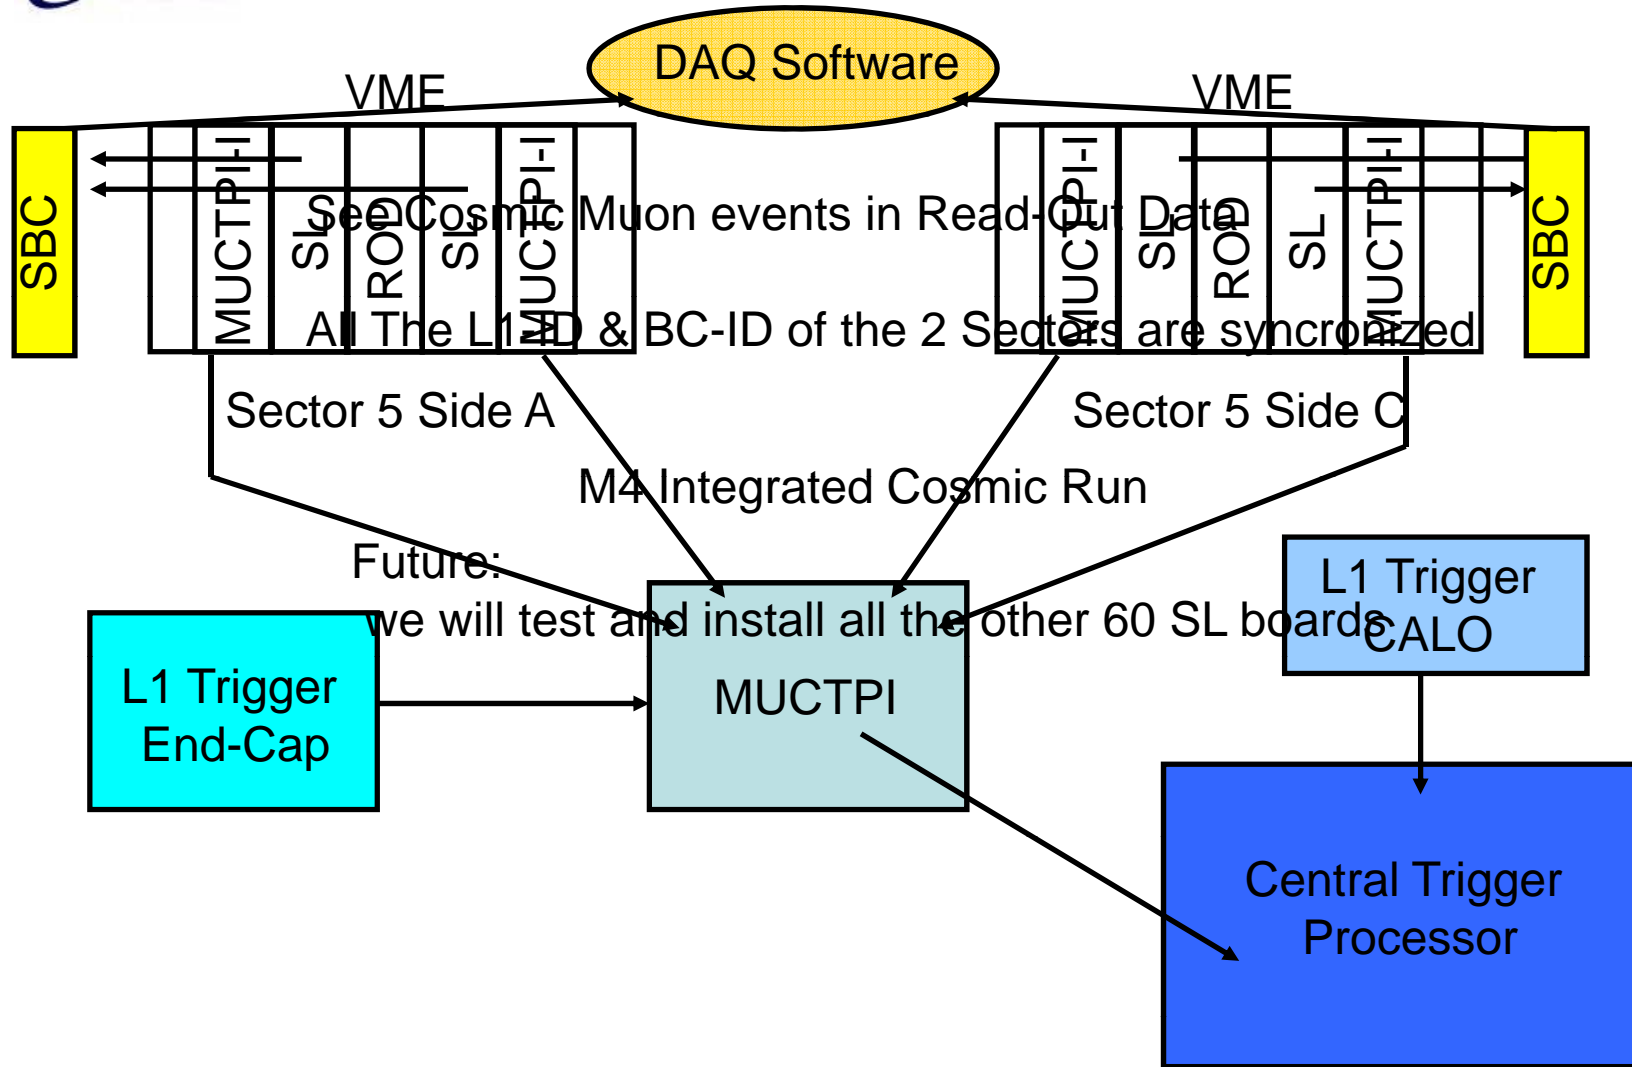 DAQ Software
VME
VME
SBC
MUCTPI-I
SL
ROD
SL
MUCTPI-I
MUCTPI-I
SL
ROD
SL
MUCTPI-I
SBC
See Cosmic Muon events in Read-Out Data
All The L1-ID & BC-ID of the 2 Sectors are syncronized
Sector 5 Side A
Sector 5 Side C
M4 Integrated Cosmic Run
Future:
we will test and install all the other 60 SL boards
L1 Trigger
CALO
L1 Trigger
End-Cap
MUCTPI
Central Trigger
Processor